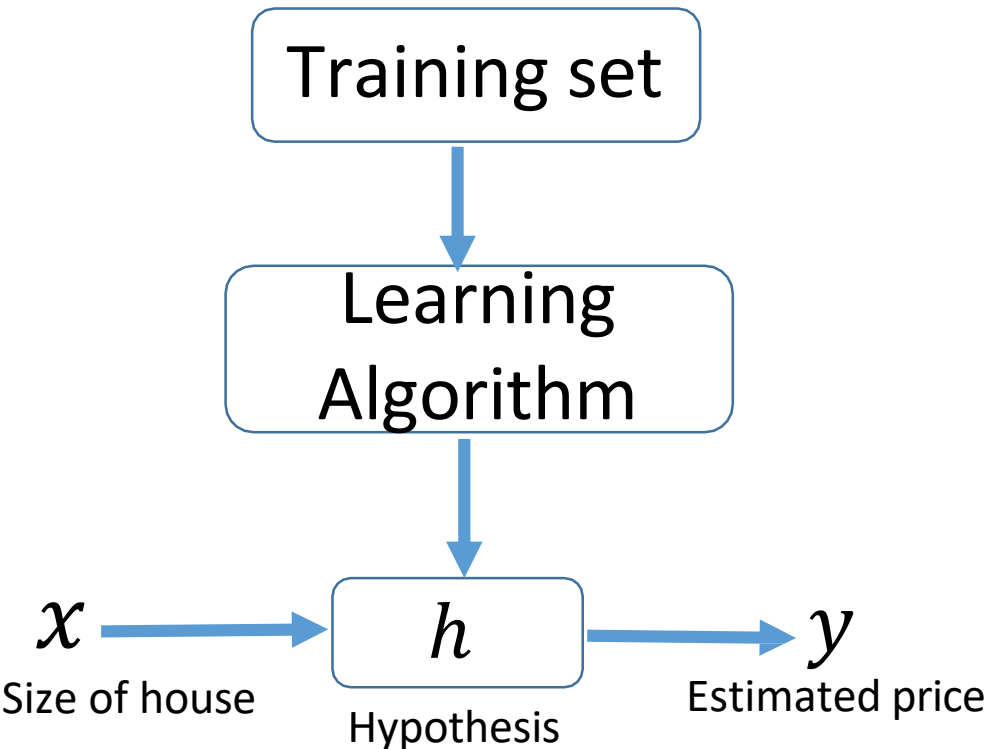 Training set
Learning
Algorithm
x
h
y
Size of house
Hypothesis
Estimated price